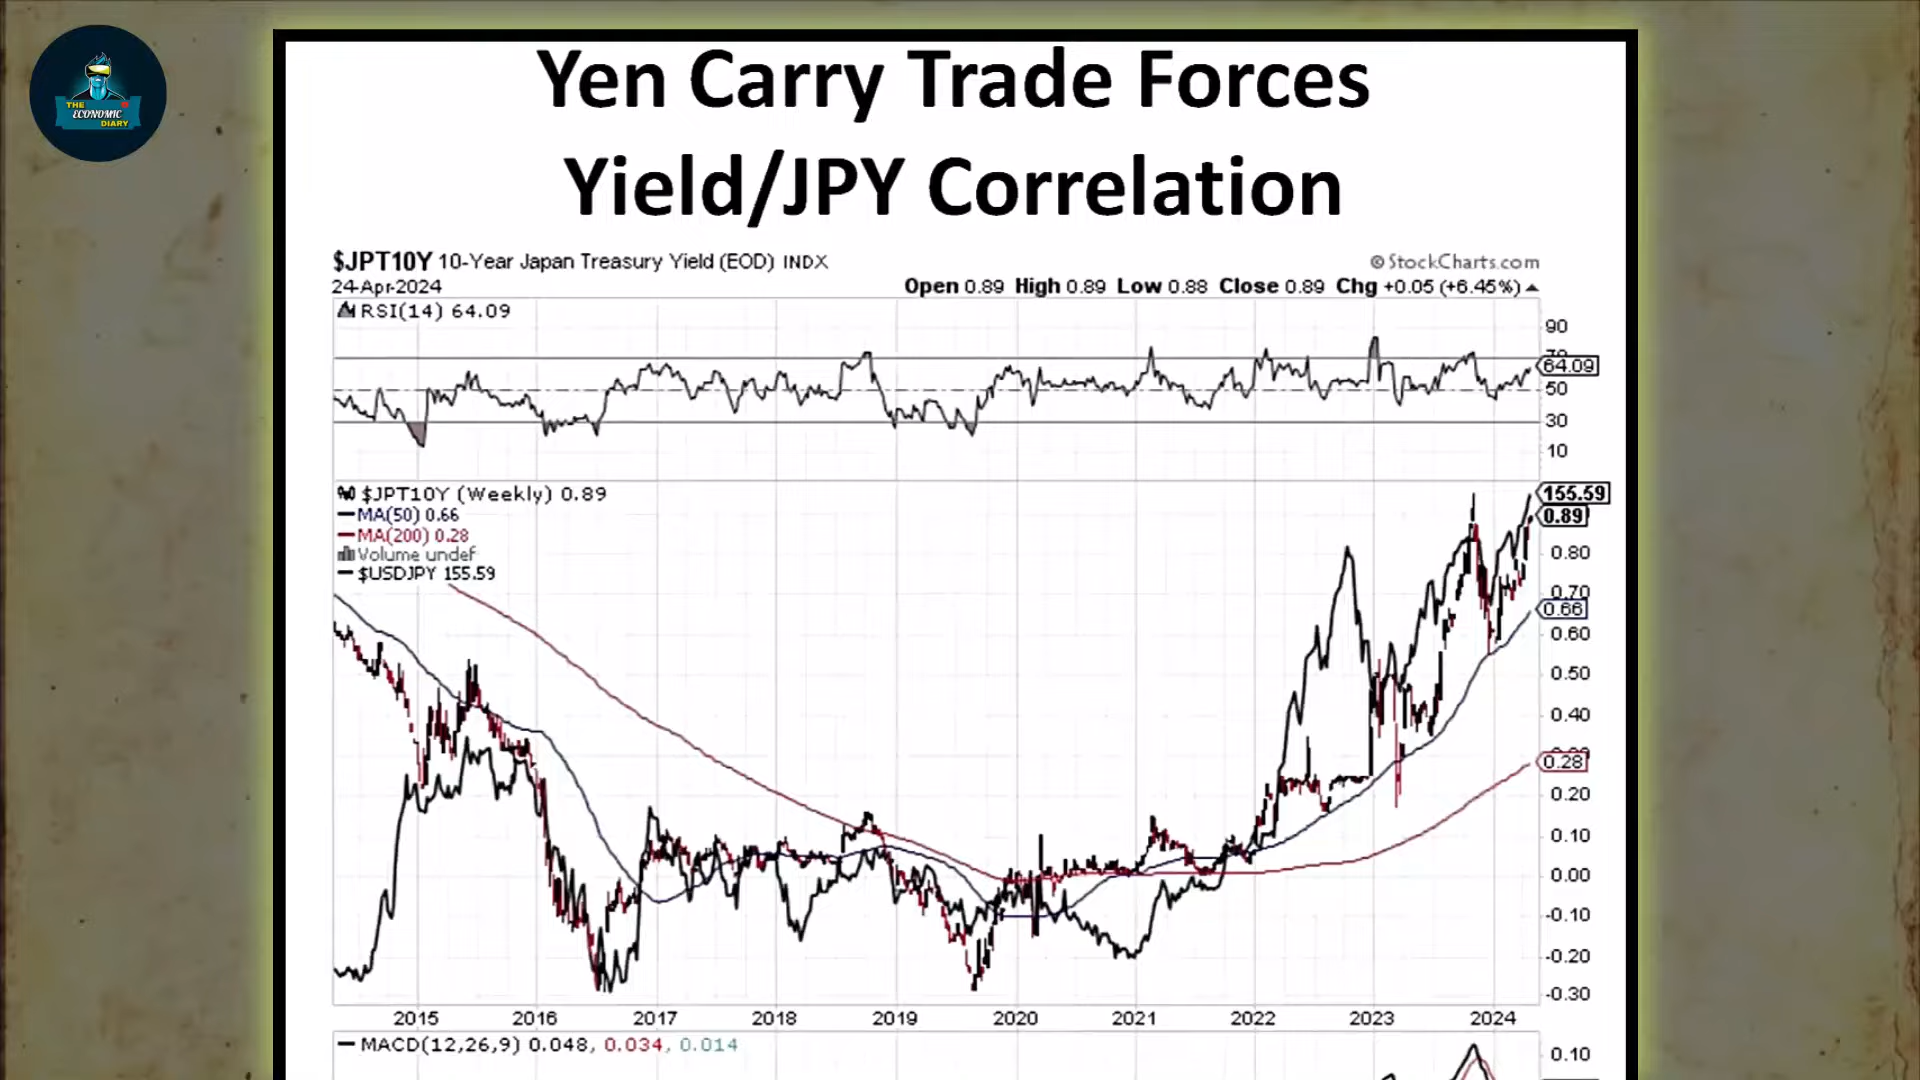 THE
ECONOMIC
DIARY
Yen Carry Trade Forces
Yield/JPY Correlation
$JPT10Y 10-Year Japan Treasury Yield (EOD) INDX
© StockCharts.com
24-Apr-2024
Open 0.89 High 0.89 Low 0.88 Close 0.89 Chg +0.05 (+6.45%)
RSI(14) 64.09
90
70
64.09
50
30
10
$JPT10Y (Weekly) 0.89
MA(50) 0.66
MA(200) 0.28
Volume undef
$USDJPY 155.59
155.59
0.89
0.80
0.70
0.66
0.60
0.50
0.40
0.28
0.20
0.10
0.00
-0.10
-0.20
-0.30
2015 2016 2017 2018 2019 2020 2021 2022 2023 2024
MACD(12,26,9) 0.048, 0.034, 0.014
0.10